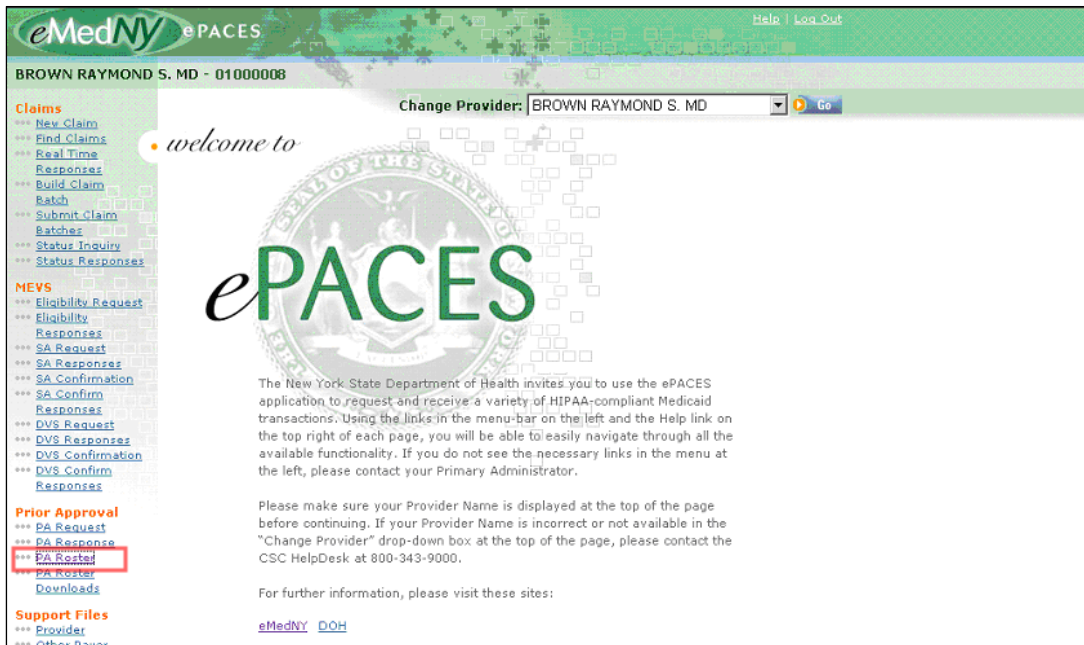 eMedNY ePACES
Help | Log Out
BROWN RAYMOND S. MD - 01000008
Change Provider: BROWN RAYMOND S. MD Go
Claims
New Claim
Find Claims
Real Time
Responses
Build Claim
Batch
Submit Claim
Batches
Status Inquiry
Status Responses
MEVS
Eligibility Request
Eligibility
Responses
SA Request
SA Responses
SA Confirmation
SA Confirm
Responses
DVS Request
DVS Responses
DVS Confirmation
DVS Confirm
Responses
Prior Approval
PA Request
PA Response
PA Roster
PA Roster
Downloads
Support Files
Provider
Other Payer
welcome to
SEAL OF THE STATE OF
ePACES
The New York State Department of Health invites you to use the ePACES
application to request and receive a variety of HIPAA-compliant Medicaid
transactions. Using the links in the menu-bar on the left and the Help link on
the top right of each page, you will be able to easily navigate through all the
available functionality. If you do not see the necessary links in the menu at
the left, please contact your Primary Administrator.
Please make sure your Provider Name is displayed at the top of the page
before continuing. If your Provider Name is incorrect or not available in the
"Change Provider" drop-down box at the top of the page, please contact the
CSC HelpDesk at 800-343-9000.
For further information, please visit these sites:
eMedNY DOH